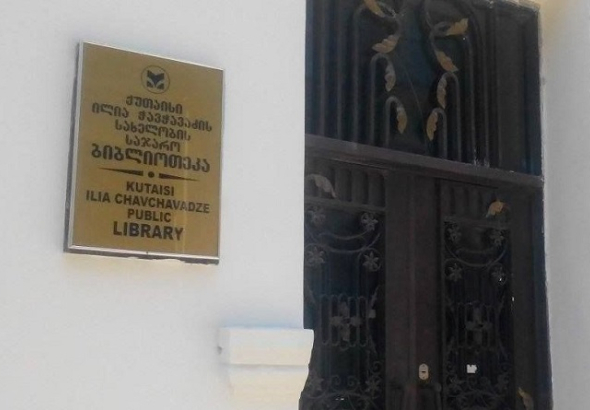 ქუთაისი
ილია ჭავჭავაძის
სახელობის
საჯარო
ბიბლიოთეკა
KUTAISI
ILIA CHAVCHAVADZE
PUBLIC
LIBRARY